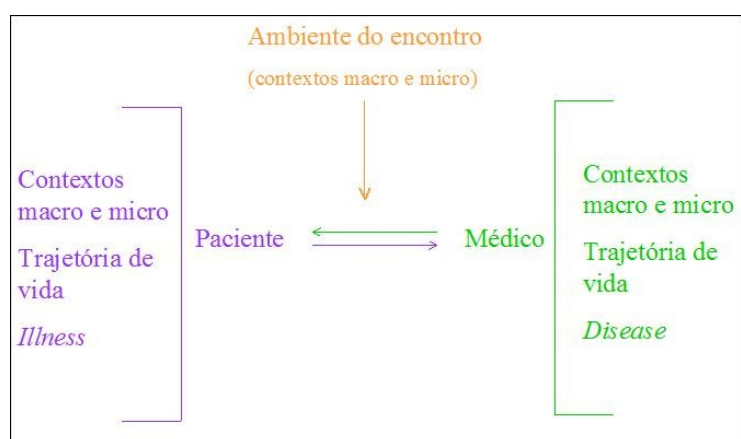 Ambiente do encontro
(contextos macro e micro)
Contextos
macro e micro
Trajetória de
vida
Illness
Paciente
Médico
Contextos
macro e micro
Trajetória de
vida
Disease